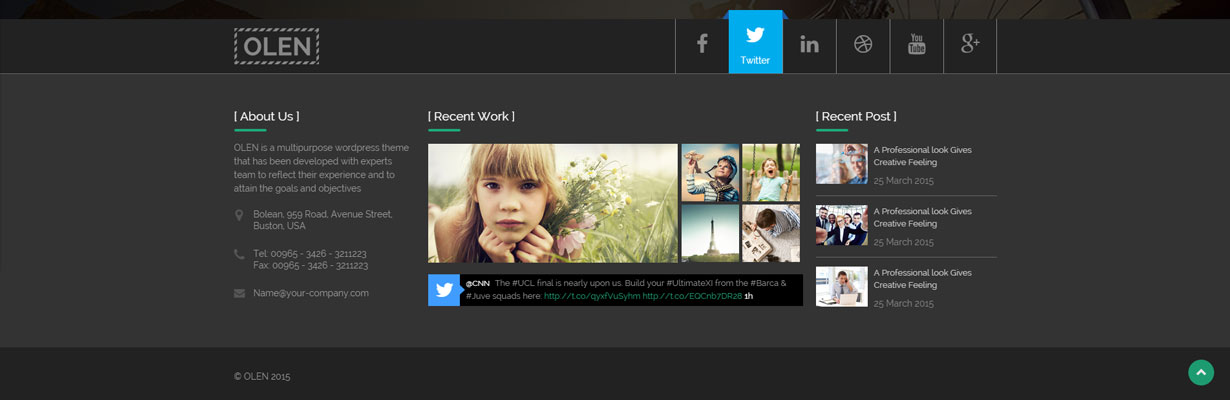 OLEN
Twitter
[ About Us ]
OLEN is a multipurpose wordpress theme
that has been developed with experts
team to reflect their experience and to
attain the goals and objectives
Bolean, 959 Road, Avenue Street,
Buston, USA
Tel: 00965 - 3426 - 3211223
Fax: 00965 - 3426 - 3211223
Name@your-company.com
[ Recent Work ]
@CNN The #UCL final is nearly upon us. Build your #UltimateXI from the #Barca &
#Juve squads here: http://t.co/qyxfVuSyhm http://t.co/EQCnb7DR26 1h
[ Recent Post ]
A Professional look Gives
Creative Feeling
25 March 2015
A Professional look Gives
Creative Feeling
25 March 2015
A Professional look Gives
Creative Feeling
25 March 2015
© OLEN 2015